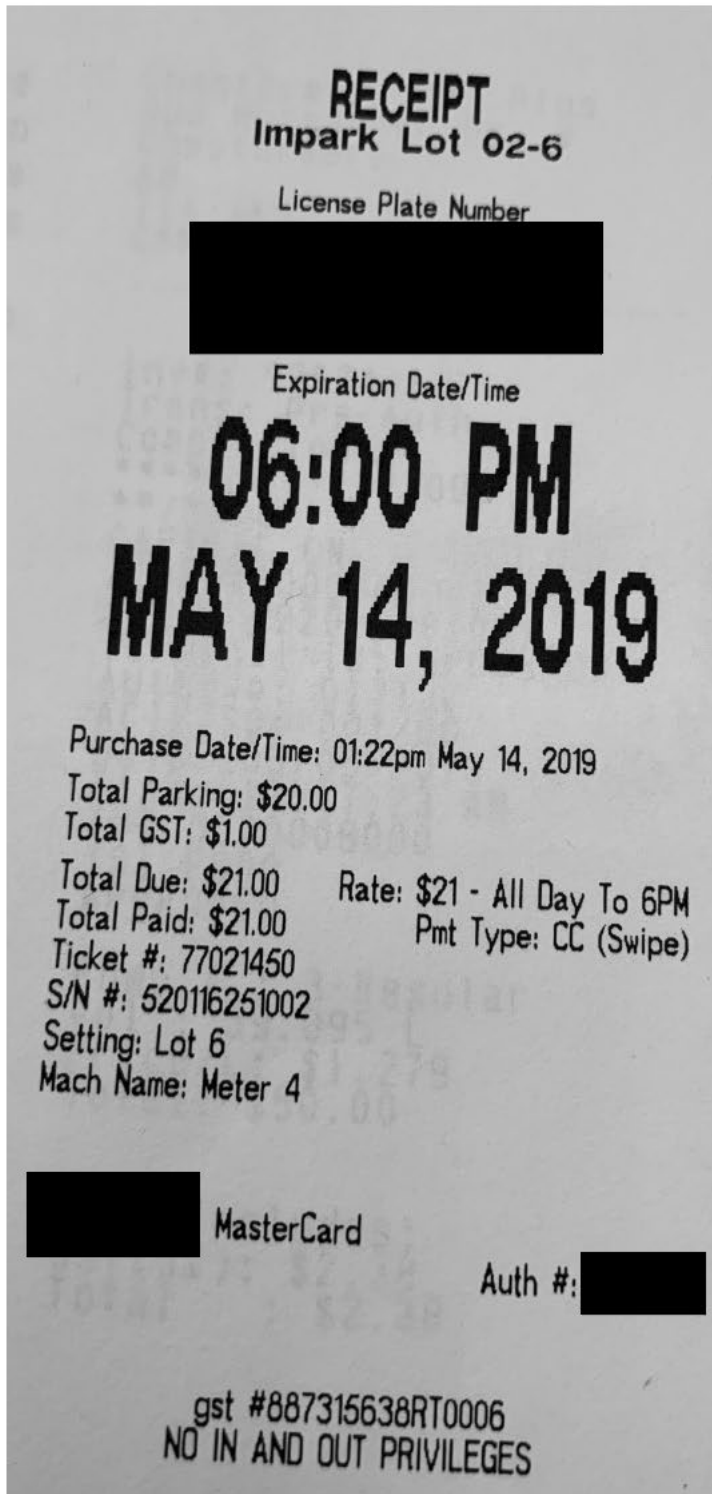 RECEIPT
Impark Lot 02-6
License Plate Number
Expiration Date/Time
06:00 PM
MAY 14, 2019
Purchase Date/Time: 01:22pm May 14, 2019
Total Parking: $20.00
Total GST: $1.00
Total Due: $21.00 Rate: $21 - All Day To 6PM
Total Paid: $21.00 Pmt Type: CC (Swipe)
Ticket #: 77021450
S/N #: 520116251002
Setting: Lot 6
Mach Name: Meter 4
MasterCard
Auth #:
gst #887315638RT0006
NO IN AND OUT PRIVILEGES